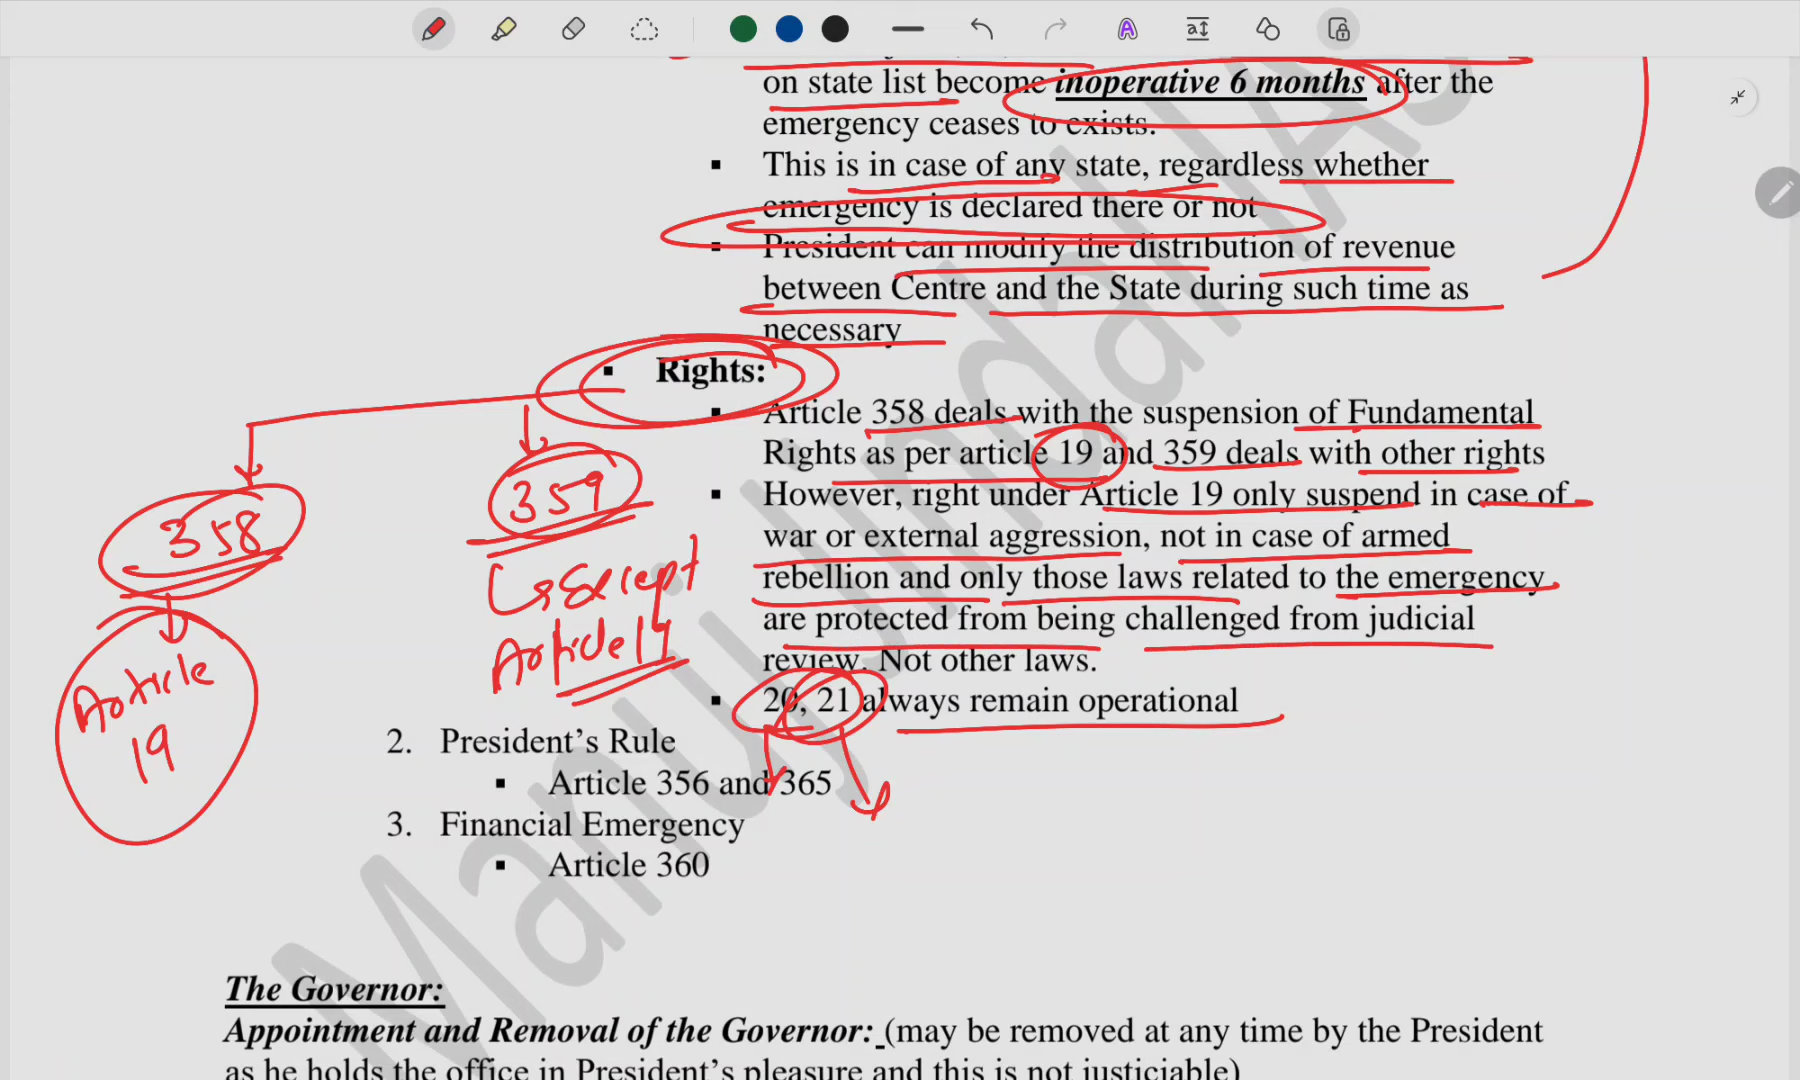 on state list become inoperative 6 months after the
emergency ceases to exists.
▪ This is in case of any state, regardless whether
emergency is declared there or not
▪ President can modify the distribution of revenue
between Centre and the State during such time as
necessary
▪ Rights:
▪ Article 358 deals with the suspension of Fundamental
Rights as per article 19 and 359 deals with other rights
▪ However, right under Article 19 only suspend in case of
war or external aggression, not in case of armed
rebellion and only those laws related to the emergency
are protected from being challenged from judicial
review. Not other laws.
▪ 20, 21 always remain operational
358
Article
19
359
Except
Article 19
2. President's Rule
▪ Article 356 and 365
3. Financial Emergency
▪ Article 360
The Governor:
Appointment and Removal of the Governor: (may be removed at any time by the President
as he holds the office in President's pleasure and this is not justiciable)
Manuj Jindal IAS